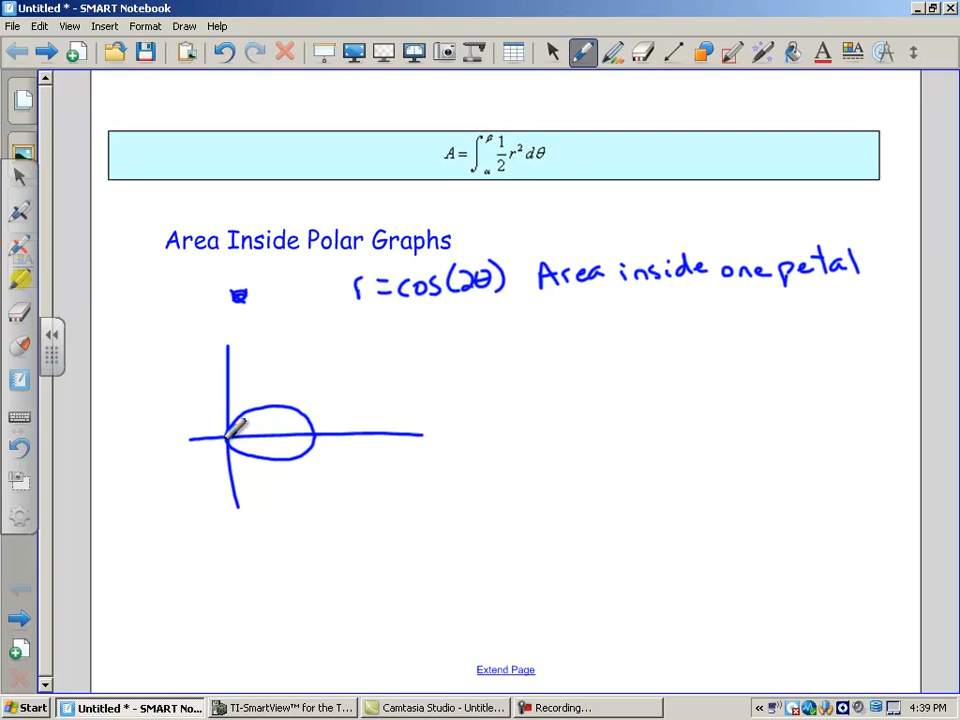 Untitled * - SMART Notebook
File Edit View Insert Format Draw Help
A = ∫_α^β 1/2 r² dθ
Area Inside Polar Graphs
r = cos(2θ) Area inside one petal
Extend Page
Start Untitled * - SMART No... TI-SmartView™ for the T... Camtasia Studio - Untitle... Recording... 4:39 PM